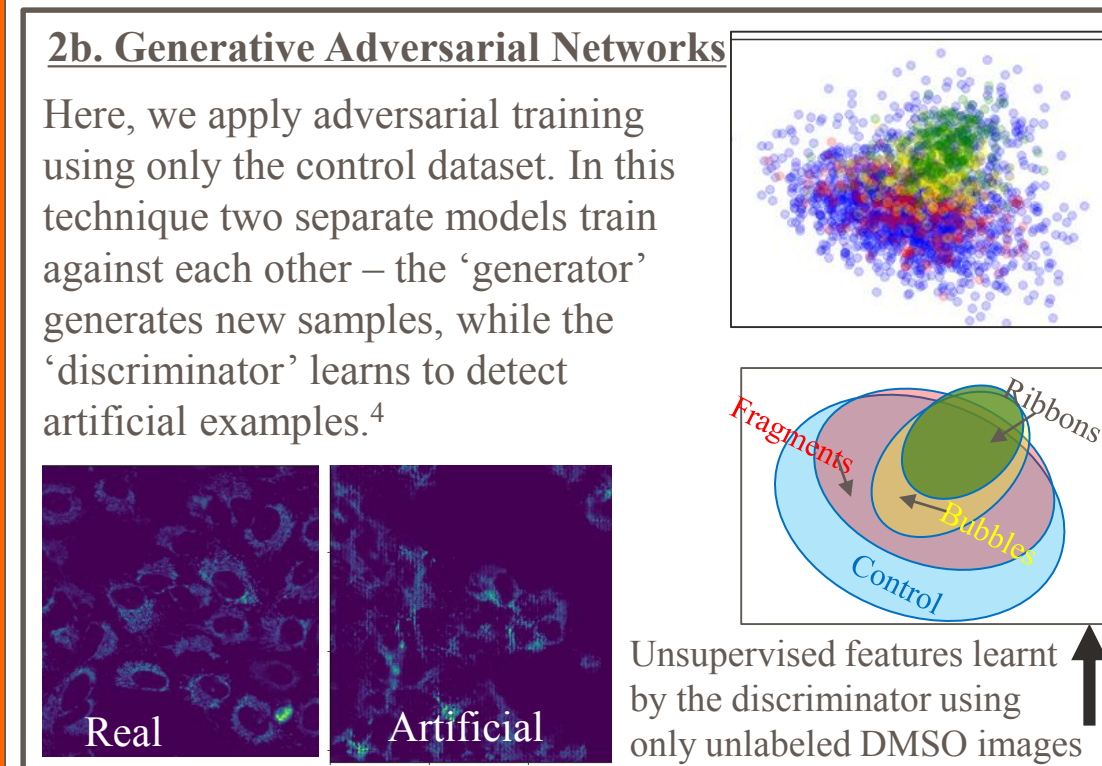 2b. Generative Adversarial Networks
Here, we apply adversarial training
using only the control dataset. In this
technique two separate models train
against each other – the ‘generator’
generates new samples, while the
‘discriminator’ learns to detect
artificial examples.⁴
Real
Artificial
Ribbons
Fragments
Bubbles
Control
Unsupervised features learnt
by the discriminator using
only unlabeled DMSO images